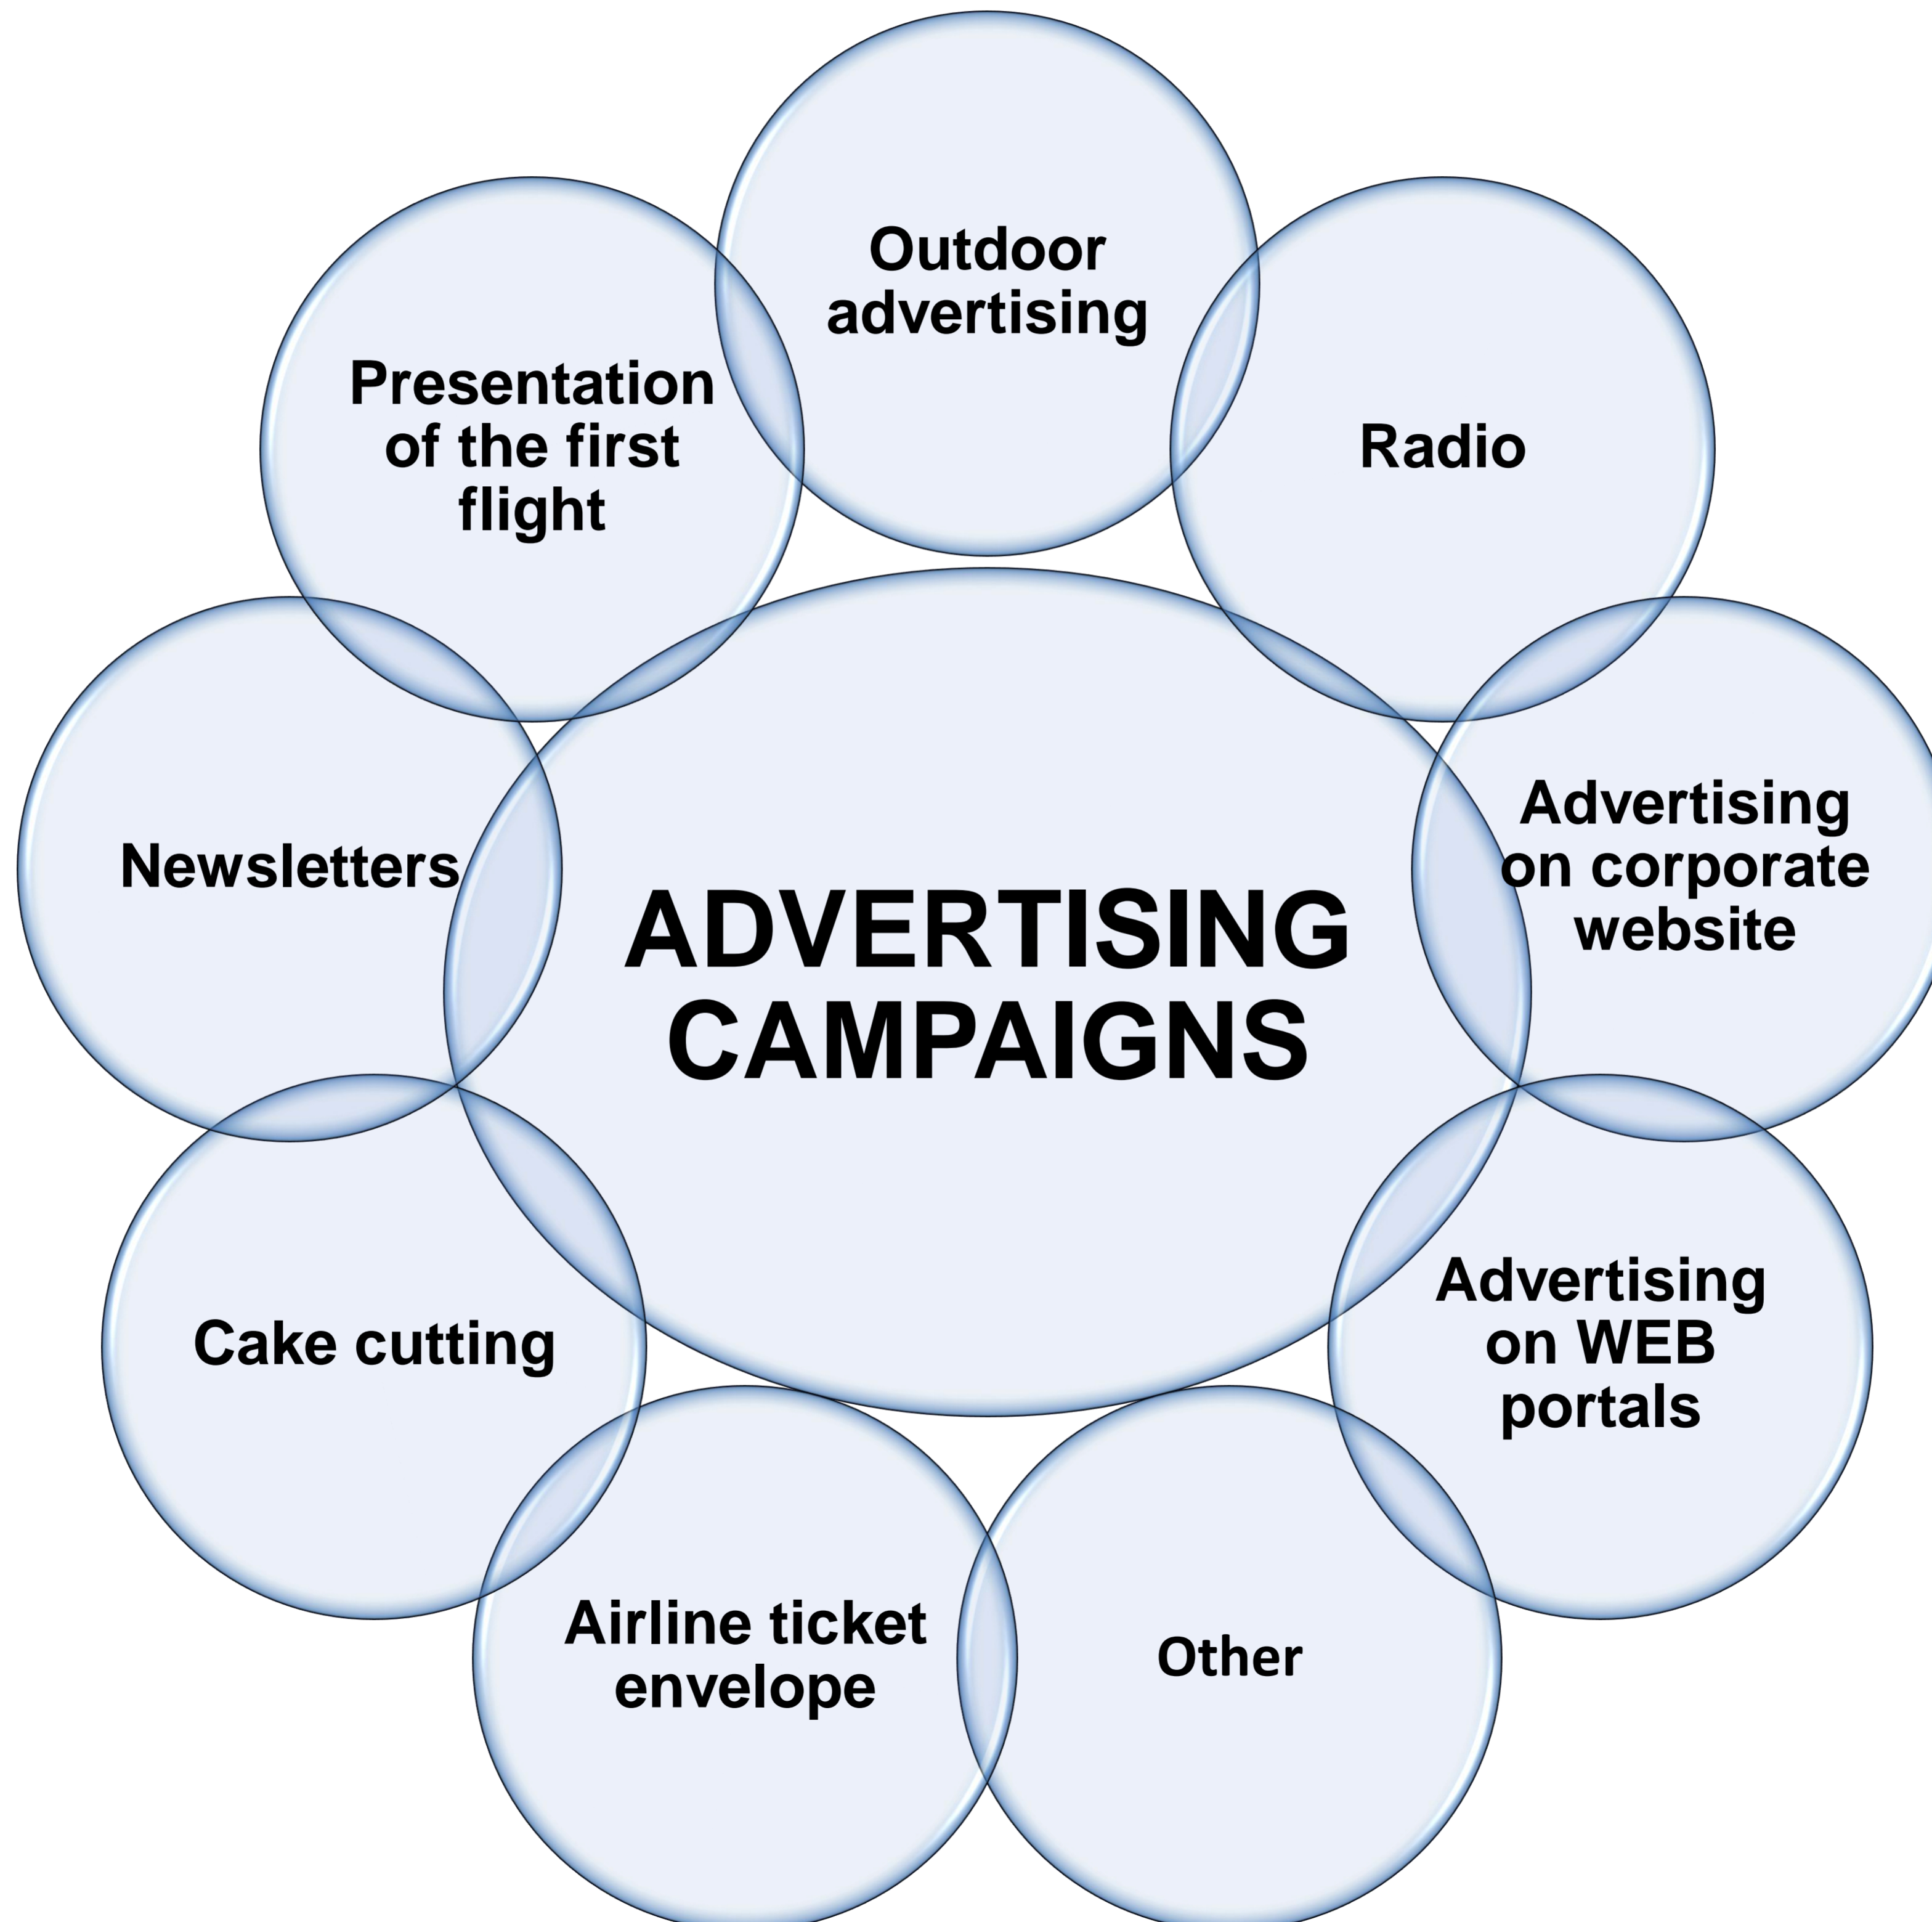 Outdoor
advertising
Presentation
of the first
flight
Radio
Newsletters
Advertising
on corporate
website
ADVERTISING
CAMPAIGNS
Cake cutting
Advertising
on WEB
portals
Airline ticket
envelope
Other